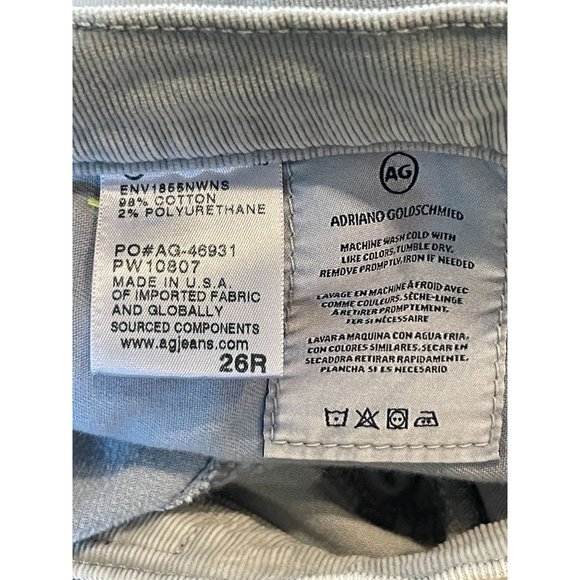 ENV1855NWNS
98% COTTON
2% POLYURETHANE
PO#AG-46931
PW10807
MADE IN U.S.A.
OF IMPORTED FABRIC
AND GLOBALLY
SOURCED COMPONENTS
www.agjeans.com
26R
AG
ADRIANO GOLDSCHMIED
MACHINE WASH COLD WITH
LIKE COLORS, TUMBLE DRY.
REMOVE PROMPTLY, IRON IF NEEDED
LAVAGE EN MACHINE À FROID AVEC
COMME COULEURS. SÈCHE-LINGE
A RETIRER PROMPTEMENT.
FER SI NÉCESSAIRE
LAVAR A MAQUINA CON AGUA FRIA,
CON COLORES SIMILARES. SECAR EN
SECADORA RETIRAR RAPIDAMENTE.
PLANCHA SI ES NECESARIO